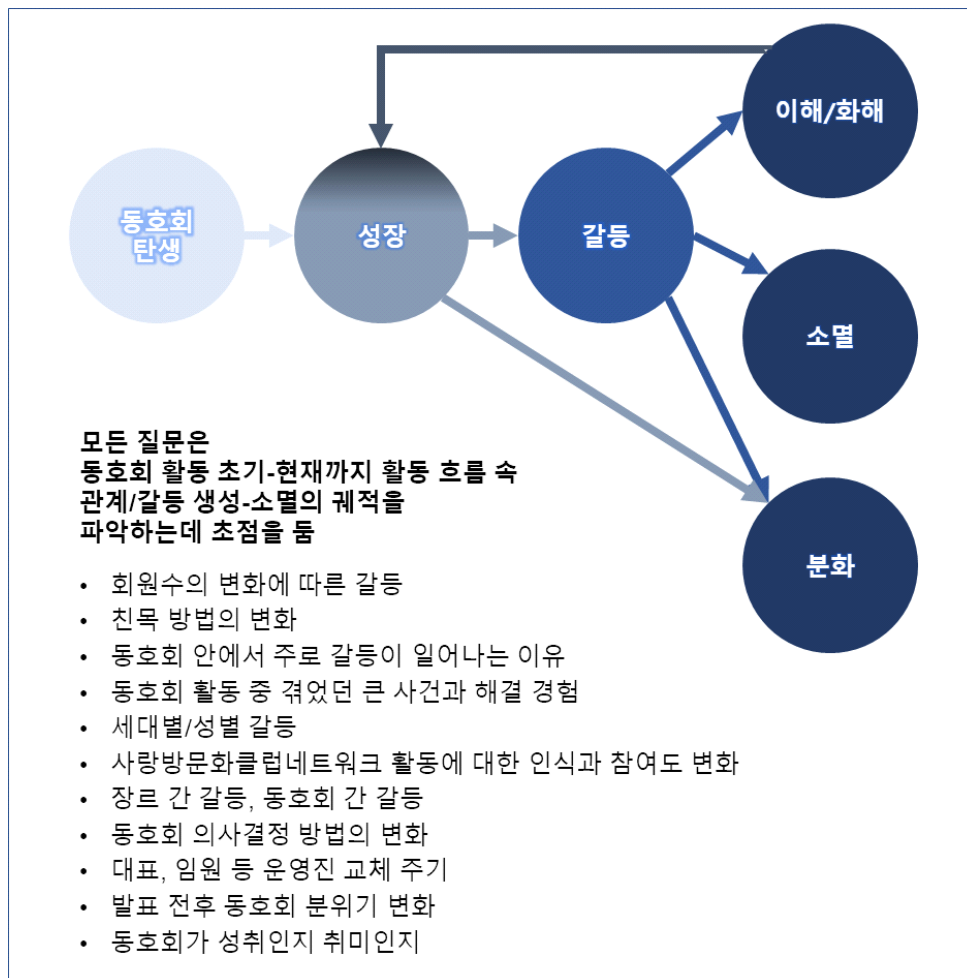 동호회
탄생
성장
갈등
이해/화해
소멸
분화
모든 질문은
동호회 활동 초기-현재까지 활동 흐름 속
관계/갈등 생성-소멸의 궤적을
파악하는데 초점을 둠
• 회원수의 변화에 따른 갈등
• 친목 방법의 변화
• 동호회 안에서 주로 갈등이 일어나는 이유
• 동호회 활동 중 겪었던 큰 사건과 해결 경험
• 세대별/성별 갈등
• 사랑방문화클럽네트워크 활동에 대한 인식과 참여도 변화
• 장르 간 갈등, 동호회 간 갈등
• 동호회 의사결정 방법의 변화
• 대표, 임원 등 운영진 교체 주기
• 발표 전후 동호회 분위기 변화
• 동호회가 성취인지 취미인지